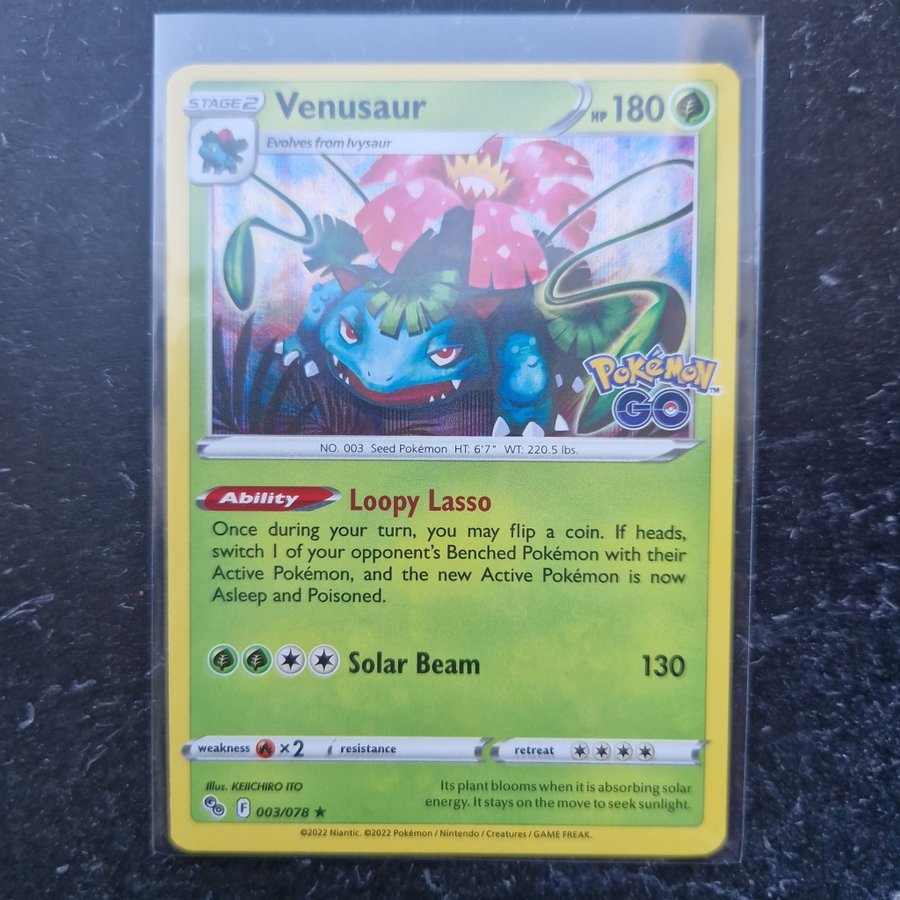 STAGE 2 Venusaur HP 180
Evolves from Ivysaur
Pokémon ™
GO
NO. 003 Seed Pokémon HT: 6'7" WT: 220.5 lbs.
Ability Loopy Lasso
Once during your turn, you may flip a coin. If heads,
switch 1 of your opponent's Benched Pokémon with their
Active Pokémon, and the new Active Pokémon is now
Asleep and Poisoned.
Solar Beam 130
weakness ×2 resistance retreat
Illus. KEIICHIRO ITO
Its plant blooms when it is absorbing solar
energy. It stays on the move to seek sunlight.
GO F 003/078 ★
©2022 Niantic. ©2022 Pokémon / Nintendo / Creatures / GAME FREAK.